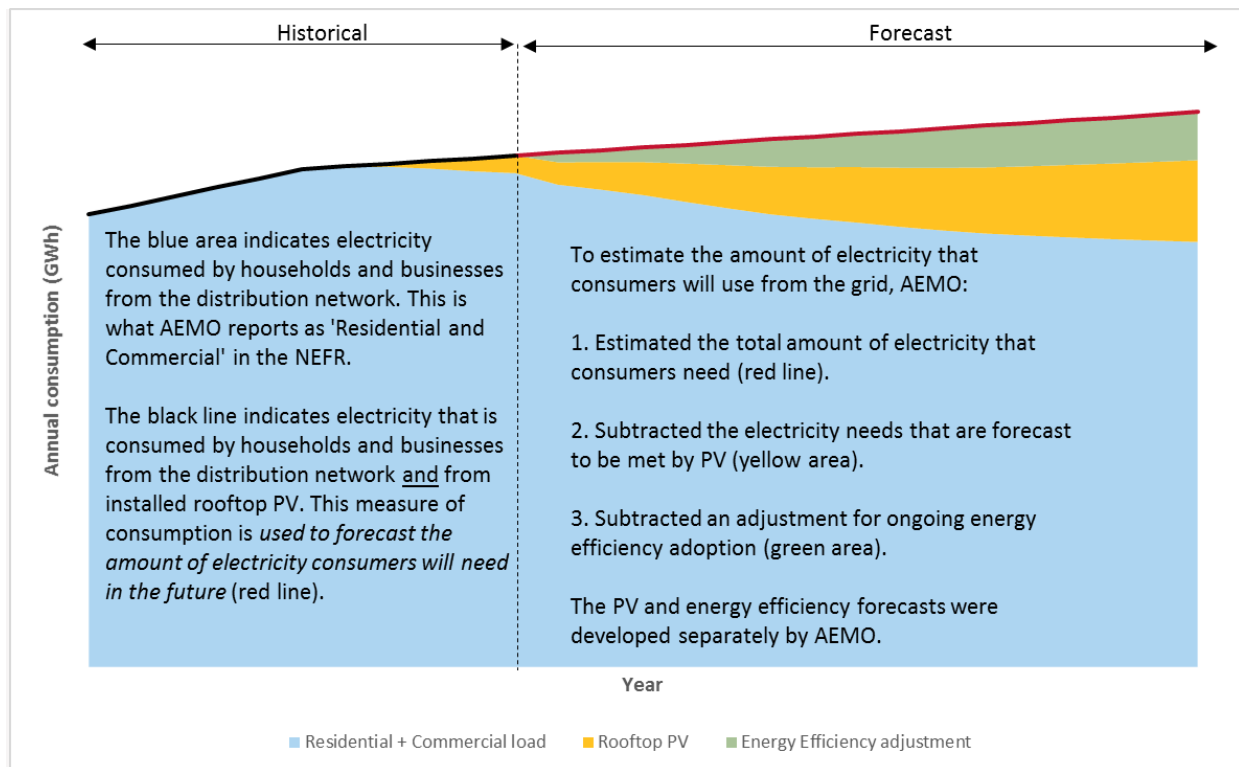 Historical
Forecast
Annual consumption (GWh)
The blue area indicates electricity
consumed by households and businesses
from the distribution network. This is
what AEMO reports as 'Residential and
Commercial' in the NEFR.
The black line indicates electricity that is
consumed by households and businesses
from the distribution network and from
installed rooftop PV. This measure of
consumption is used to forecast the
amount of electricity consumers will need
in the future (red line).
To estimate the amount of electricity that
consumers will use from the grid, AEMO:
1. Estimated the total amount of electricity that
consumers need (red line).
2. Subtracted the electricity needs that are forecast
to be met by PV (yellow area).
3. Subtracted an adjustment for ongoing energy
efficiency adoption (green area).
The PV and energy efficiency forecasts were
developed separately by AEMO.
Year
Residential + Commercial load
Rooftop PV
Energy Efficiency adjustment